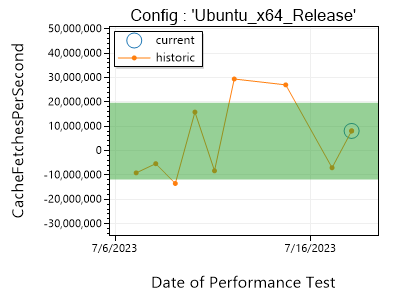 Config : 'Ubuntu_x64_Release'
current
historic
CacheFetchesPerSecond
50,000,000
40,000,000
30,000,000
20,000,000
10,000,000
0
-10,000,000
-20,000,000
-30,000,000
7/6/2023
7/16/2023
Date of Performance Test